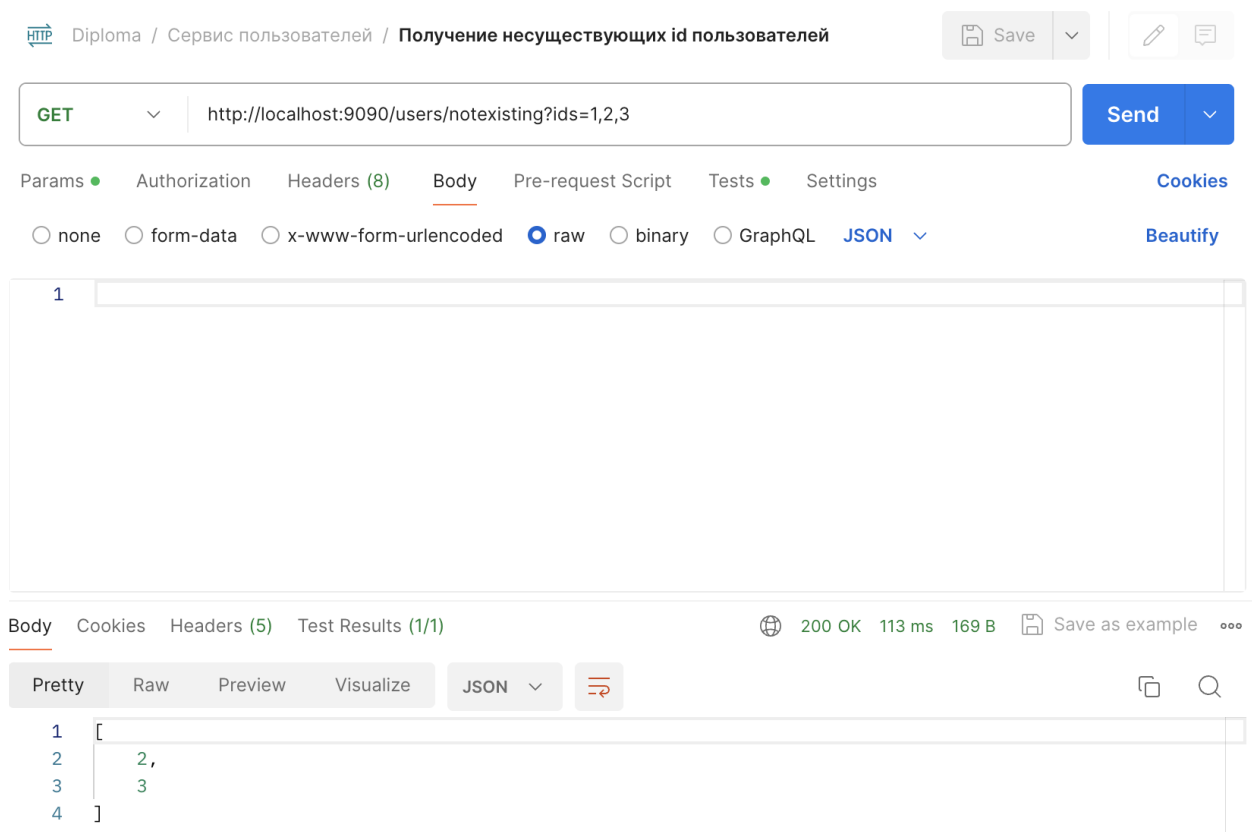 HTTP Diploma / Сервис пользователей / Получение несуществующих id пользователей Save
GET http://localhost:9090/users/notexisting?ids=1,2,3 Send
Params Authorization Headers (8) Body Pre-request Script Tests Settings Cookies
none form-data x-www-form-urlencoded raw binary GraphQL JSON Beautify
1
Body Cookies Headers (5) Test Results (1/1) 200 OK 113 ms 169 B Save as example
Pretty Raw Preview Visualize JSON
1 [
2 2,
3 3
4 ]